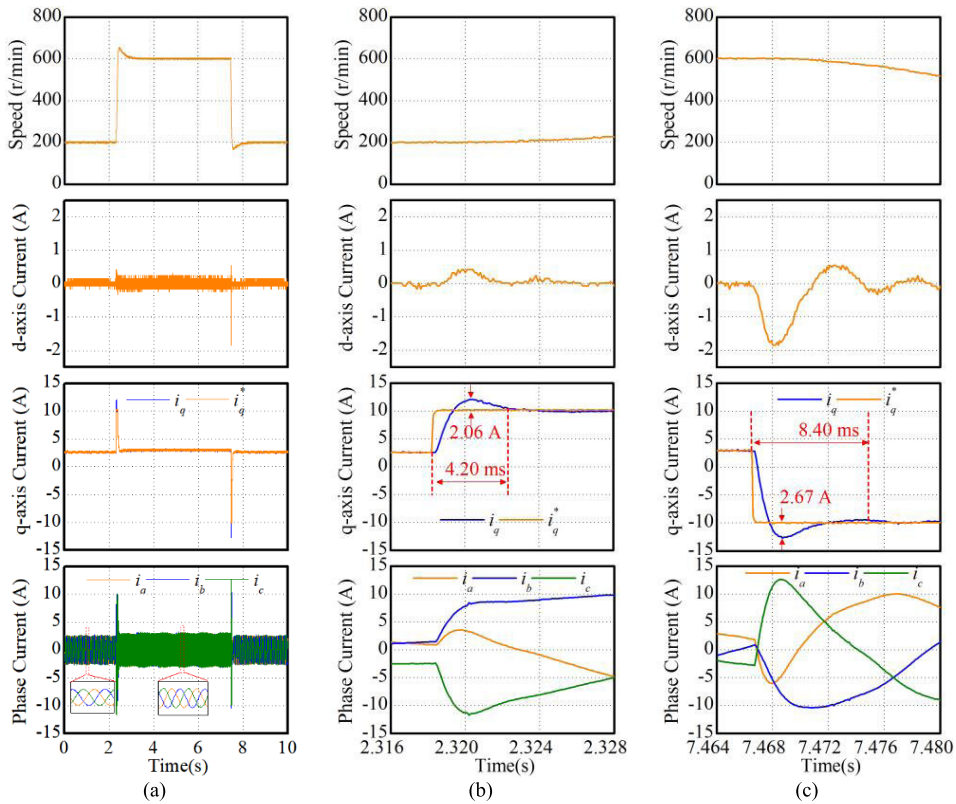 800
600
400
200
0
Speed (r/min)
800
600
400
200
0
Speed (r/min)
800
600
400
200
0
Speed (r/min)
2
1
0
-1
-2
d-axis Current (A)
2
1
0
-1
-2
d-axis Current (A)
2
1
0
-1
-2
d-axis Current (A)
15
10
5
0
-5
-10
-15
q-axis Current (A)
i_q i_q^*
15
10
5
0
-5
-10
-15
q-axis Current (A)
2.06 A
4.20 ms
i_q i_q^*
15
10
5
0
-5
-10
-15
q-axis Current (A)
i_q i_q^*
8.40 ms
2.67 A
15
10
5
0
-5
-10
-15
Phase Current (A)
i_a i_b i_c
0 2 4 6 8 10
Time(s)
15
10
5
0
-5
-10
-15
Phase Current (A)
i_a i_b i_c
2.316 2.320 2.324 2.328
Time(s)
15
10
5
0
-5
-10
-15
Phase Current (A)
i_a i_b i_c
7.464 7.468 7.472 7.476 7.480
Time(s)
(a) (b) (c)